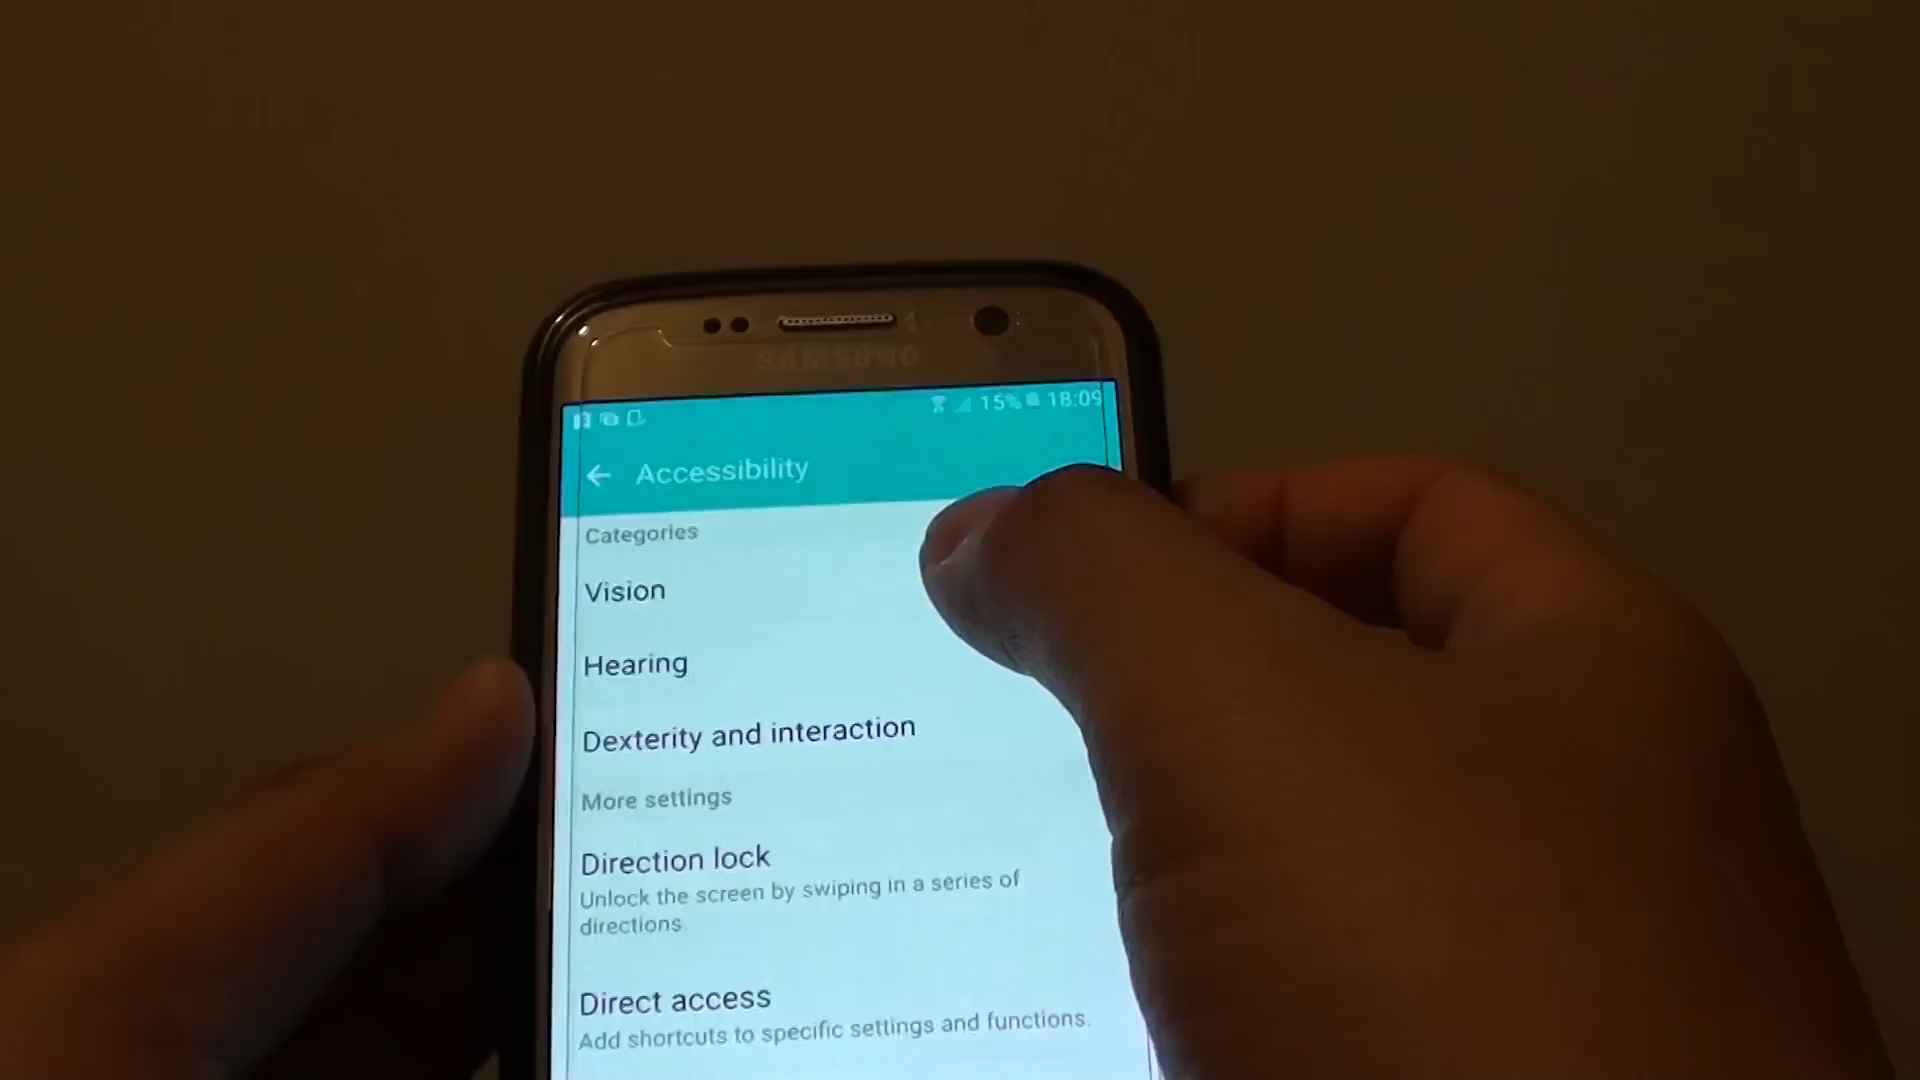 SAMSUNG
15% 18:09
Accessibility
Categories
Vision
Hearing
Dexterity and interaction
More settings
Direction lock
Unlock the screen by swiping in a series of
directions.
Direct access
Add shortcuts to specific settings and functions.